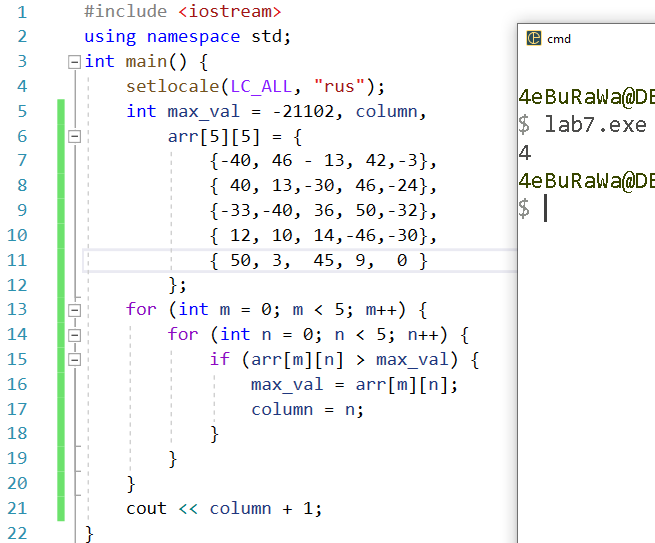 1 #include <iostream>
2 using namespace std;
3 int main() {
4 setlocale(LC_ALL, "rus");
5 int max_val = -21102, column,
6 arr[5][5] = {
7 {-40, 46 - 13, 42,-3},
8 { 40, 13,-30, 46,-24},
9 {-33,-40, 36, 50,-32},
10 { 12, 10, 14,-46,-30},
11 { 50, 3, 45, 9, 0 }
12 };
13 for (int m = 0; m < 5; m++) {
14 for (int n = 0; n < 5; n++) {
15 if (arr[m][n] > max_val) {
16 max_val = arr[m][n];
17 column = n;
18 }
19 }
20 }
21 cout << column + 1;
22 }
cmd
4eBuRaWa@DE
$ lab7.exe
4
4eBuRaWa@DE
$